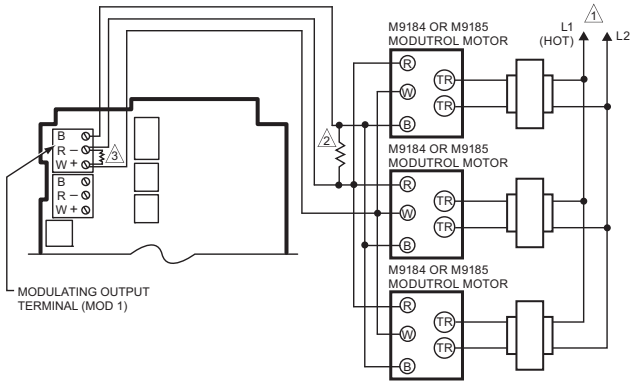 M9184 OR M9185
MODUTROL MOTOR
1
L1
(HOT)
L2
R
W
B
TR
TR
B
R –
W +
3
B
R –
W +
2
M9184 OR M9185
MODUTROL MOTOR
R
W
B
TR
TR
M9184 OR M9185
MODUTROL MOTOR
R
W
B
TR
TR
MODULATING OUTPUT
TERMINAL (MOD 1)